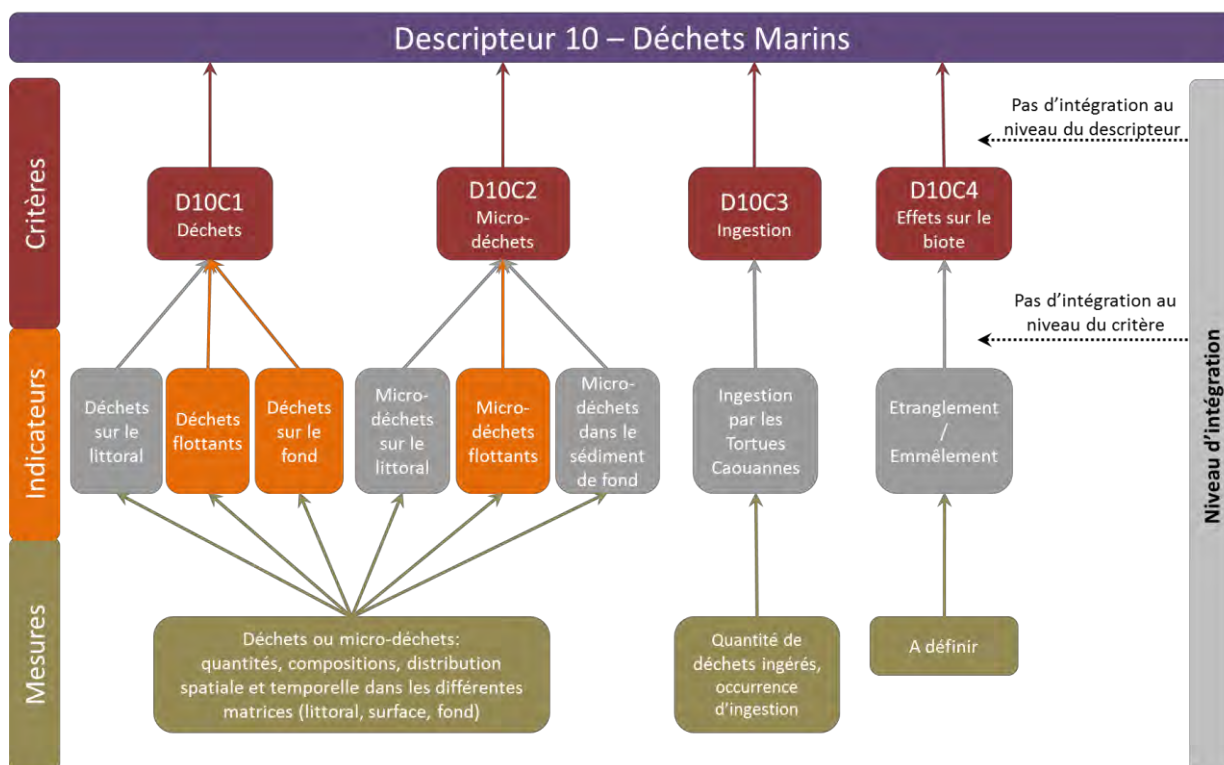 Descripteur 10 – Déchets Marins
Critères
D10C1
Déchets
D10C2
Micro-
déchets
D10C3
Ingestion
D10C4
Effets sur le
biote
Pas d’intégration au
niveau du descripteur
Pas d’intégration au
niveau du critère
Niveau d’intégration
Indicateurs
Déchets
sur le
littoral
Déchets
flottants
Déchets
sur le
fond
Micro-
déchets
sur le
littoral
Micro-
déchets
flottants
Micro-
déchets
dans le
sédiment
de fond
Ingestion
par les
Tortues
Caouannes
Etranglement
/
Emmêlement
Mesures
Déchets ou micro-déchets:
quantités, compositions, distribution
spatiale et temporelle dans les différentes
matrices (littoral, surface, fond)
Quantité de
déchets ingérés,
occurrence
d’ingestion
A définir